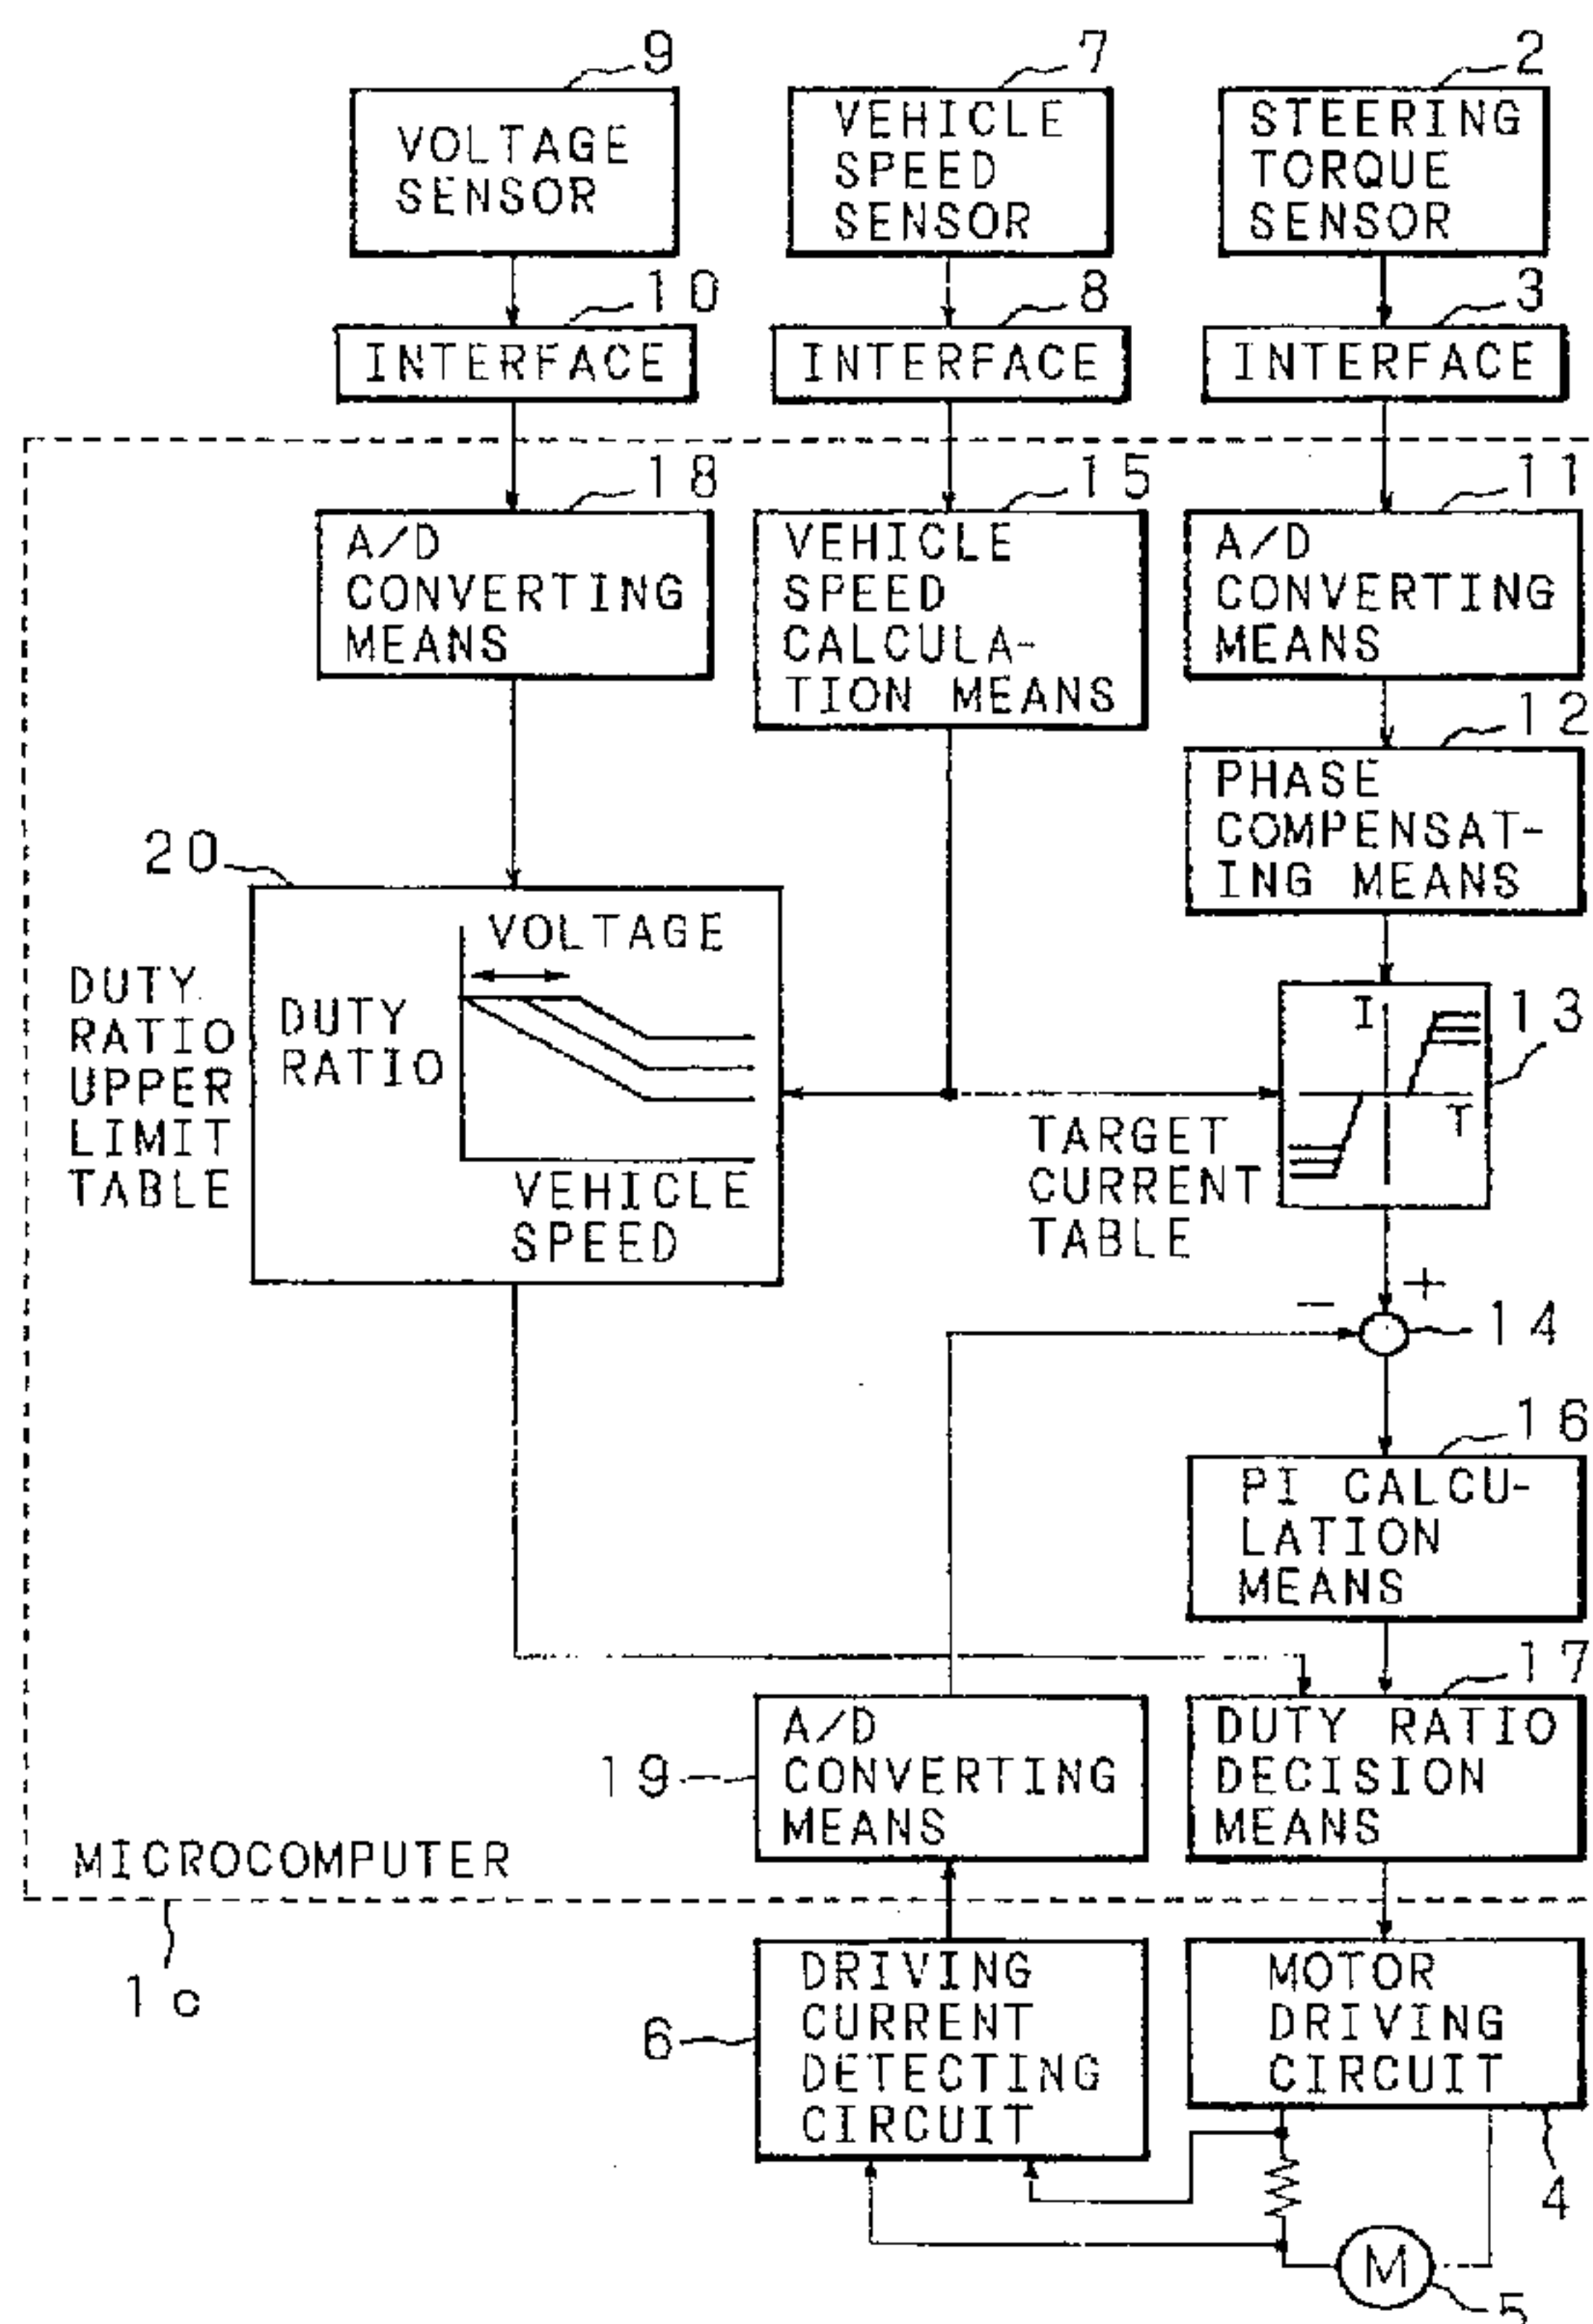 9
7
2
VOLTAGE
SENSOR
VEHICLE
SPEED
SENSOR
STEERING
TORQUE
SENSOR
10
8
3
INTERFACE
INTERFACE
INTERFACE
18
15
11
A/D
CONVERTING
MEANS
VEHICLE
SPEED
CALCULA-
TION MEANS
A/D
CONVERTING
MEANS
12
PHASE
COMPENSAT-
ING MEANS
20
DUTY
RATIO
UPPER
LIMIT
TABLE
VOLTAGE
DUTY
RATIO
VEHICLE
SPEED
I
T
13
TARGET
CURRENT
TABLE
- +
14
16
PI CALCU-
LATION
MEANS
17
19
A/D
CONVERTING
MEANS
DUTY RATIO
DECISION
MEANS
MICROCOMPUTER
1c
6
DRIVING
CURRENT
DETECTING
CIRCUIT
MOTOR
DRIVING
CIRCUIT
4
M
5